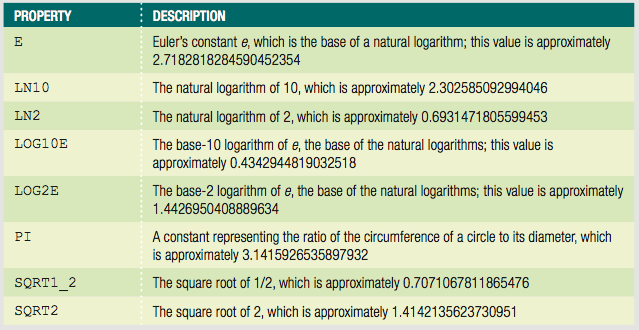 PROPERTY DESCRIPTION
E Euler's constant e, which is the base of a natural logarithm; this value is approximately
2.7182818284590452354
LN10 The natural logarithm of 10, which is approximately 2.302585092994046
LN2 The natural logarithm of 2, which is approximately 0.6931471805599453
LOG10E The base-10 logarithm of e, the base of the natural logarithms; this value is
approximately 0.4342944819032518
LOG2E The base-2 logarithm of e, the base of the natural logarithms; this value is approximately
1.4426950408889634
PI A constant representing the ratio of the circumference of a circle to its diameter, which
is approximately 3.1415926535897932
SQRT1_2 The square root of 1/2, which is approximately 0.7071067811865476
SQRT2 The square root of 2, which is approximately 1.4142135623730951